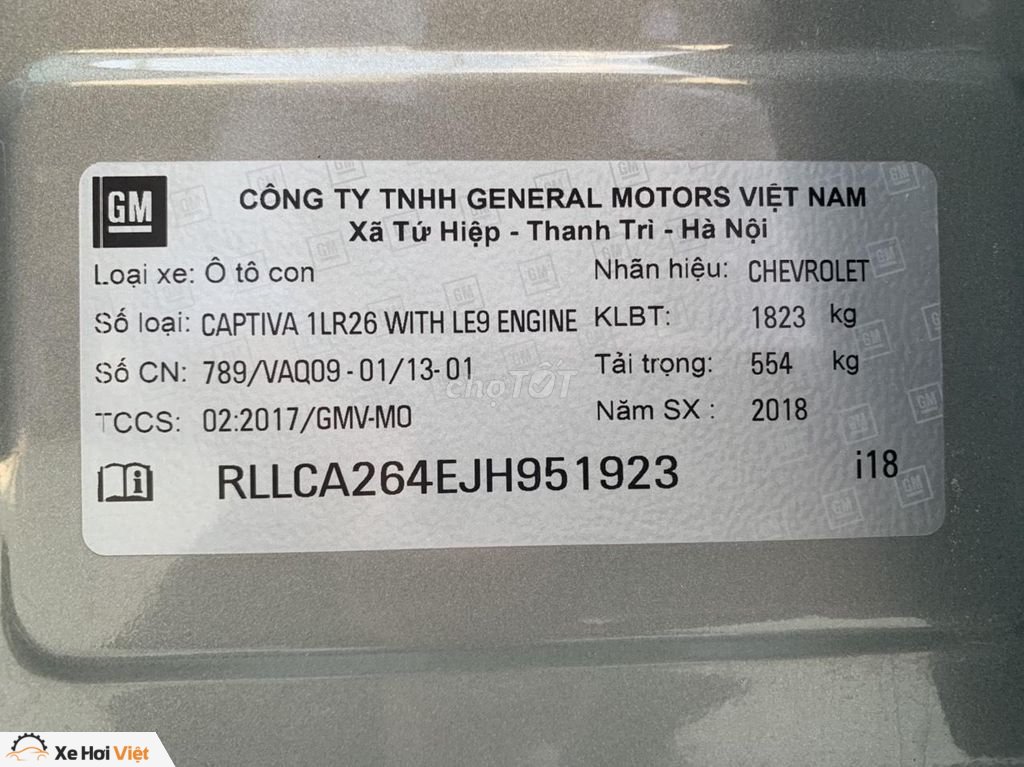 GM
CÔNG TY TNHH GENERAL MOTORS VIỆT NAM
Xã Tứ Hiệp - Thanh Trì - Hà Nội
Loại xe: Ô tô con
Nhãn hiệu: CHEVROLET
Số loại: CAPTIVA 1LR26 WITH LE9 ENGINE
KLBT: 1823 kg
Số CN: 789/VAQ09-01/13-01
Tải trọng: 554 kg
TCCS: 02:2017/GMV-MO
Năm SX : 2018
RLLCA264EJH951923
i18
chợTỐT
Xe Hơi Việt